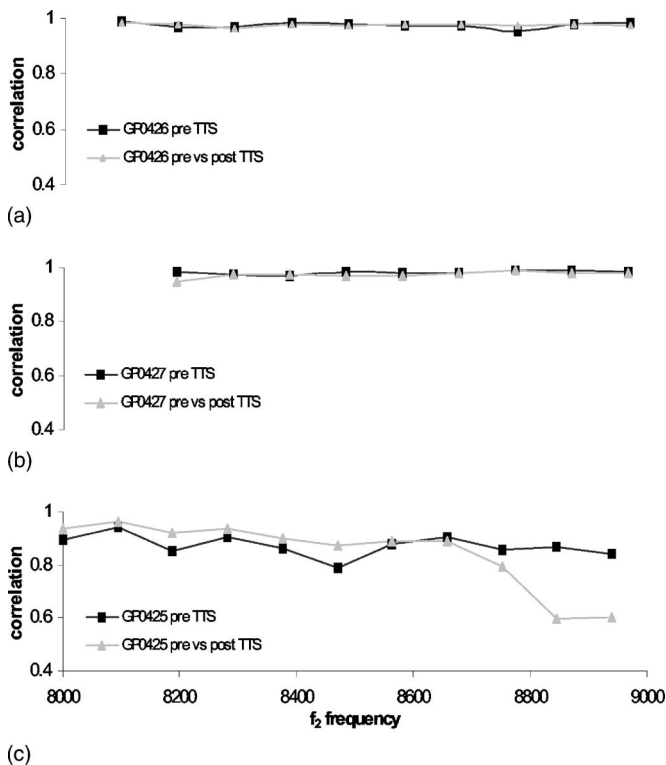 1
0.8
0.6
0.4
correlation
GP0426 pre TTS
GP0426 pre vs post TTS
(a)
1
0.8
0.6
0.4
correlation
GP0427 pre TTS
GP0427 pre vs post TTS
(b)
1
0.8
0.6
0.4
correlation
GP0425 pre TTS
GP0425 pre vs post TTS
8000 8200 8400 8600 8800 9000
f₂ frequency
(c)